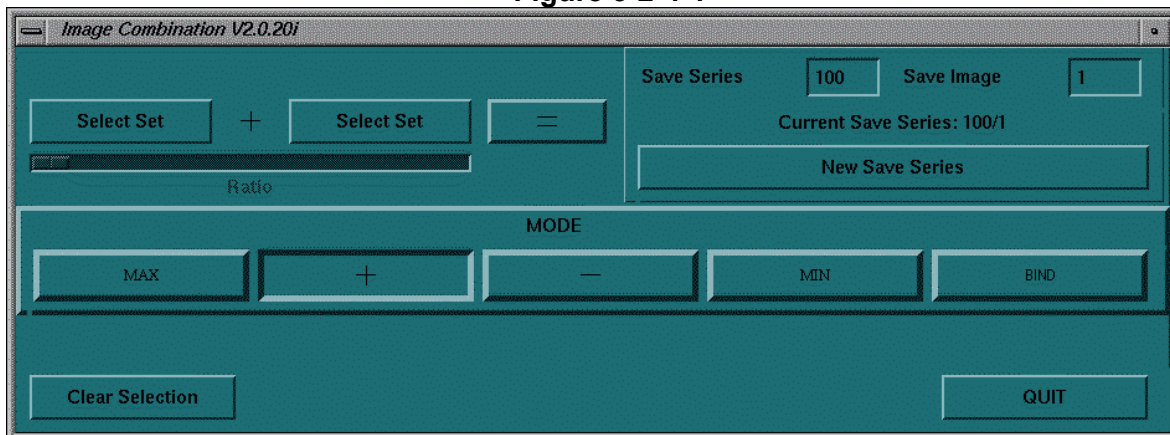 Image Combination V2.0.20i
Save Series 100 Save Image 1
Select Set + Select Set =
Current Save Series: 100/1
New Save Series
Ratio
MODE
MAX + — MIN BIND
Clear Selection QUIT